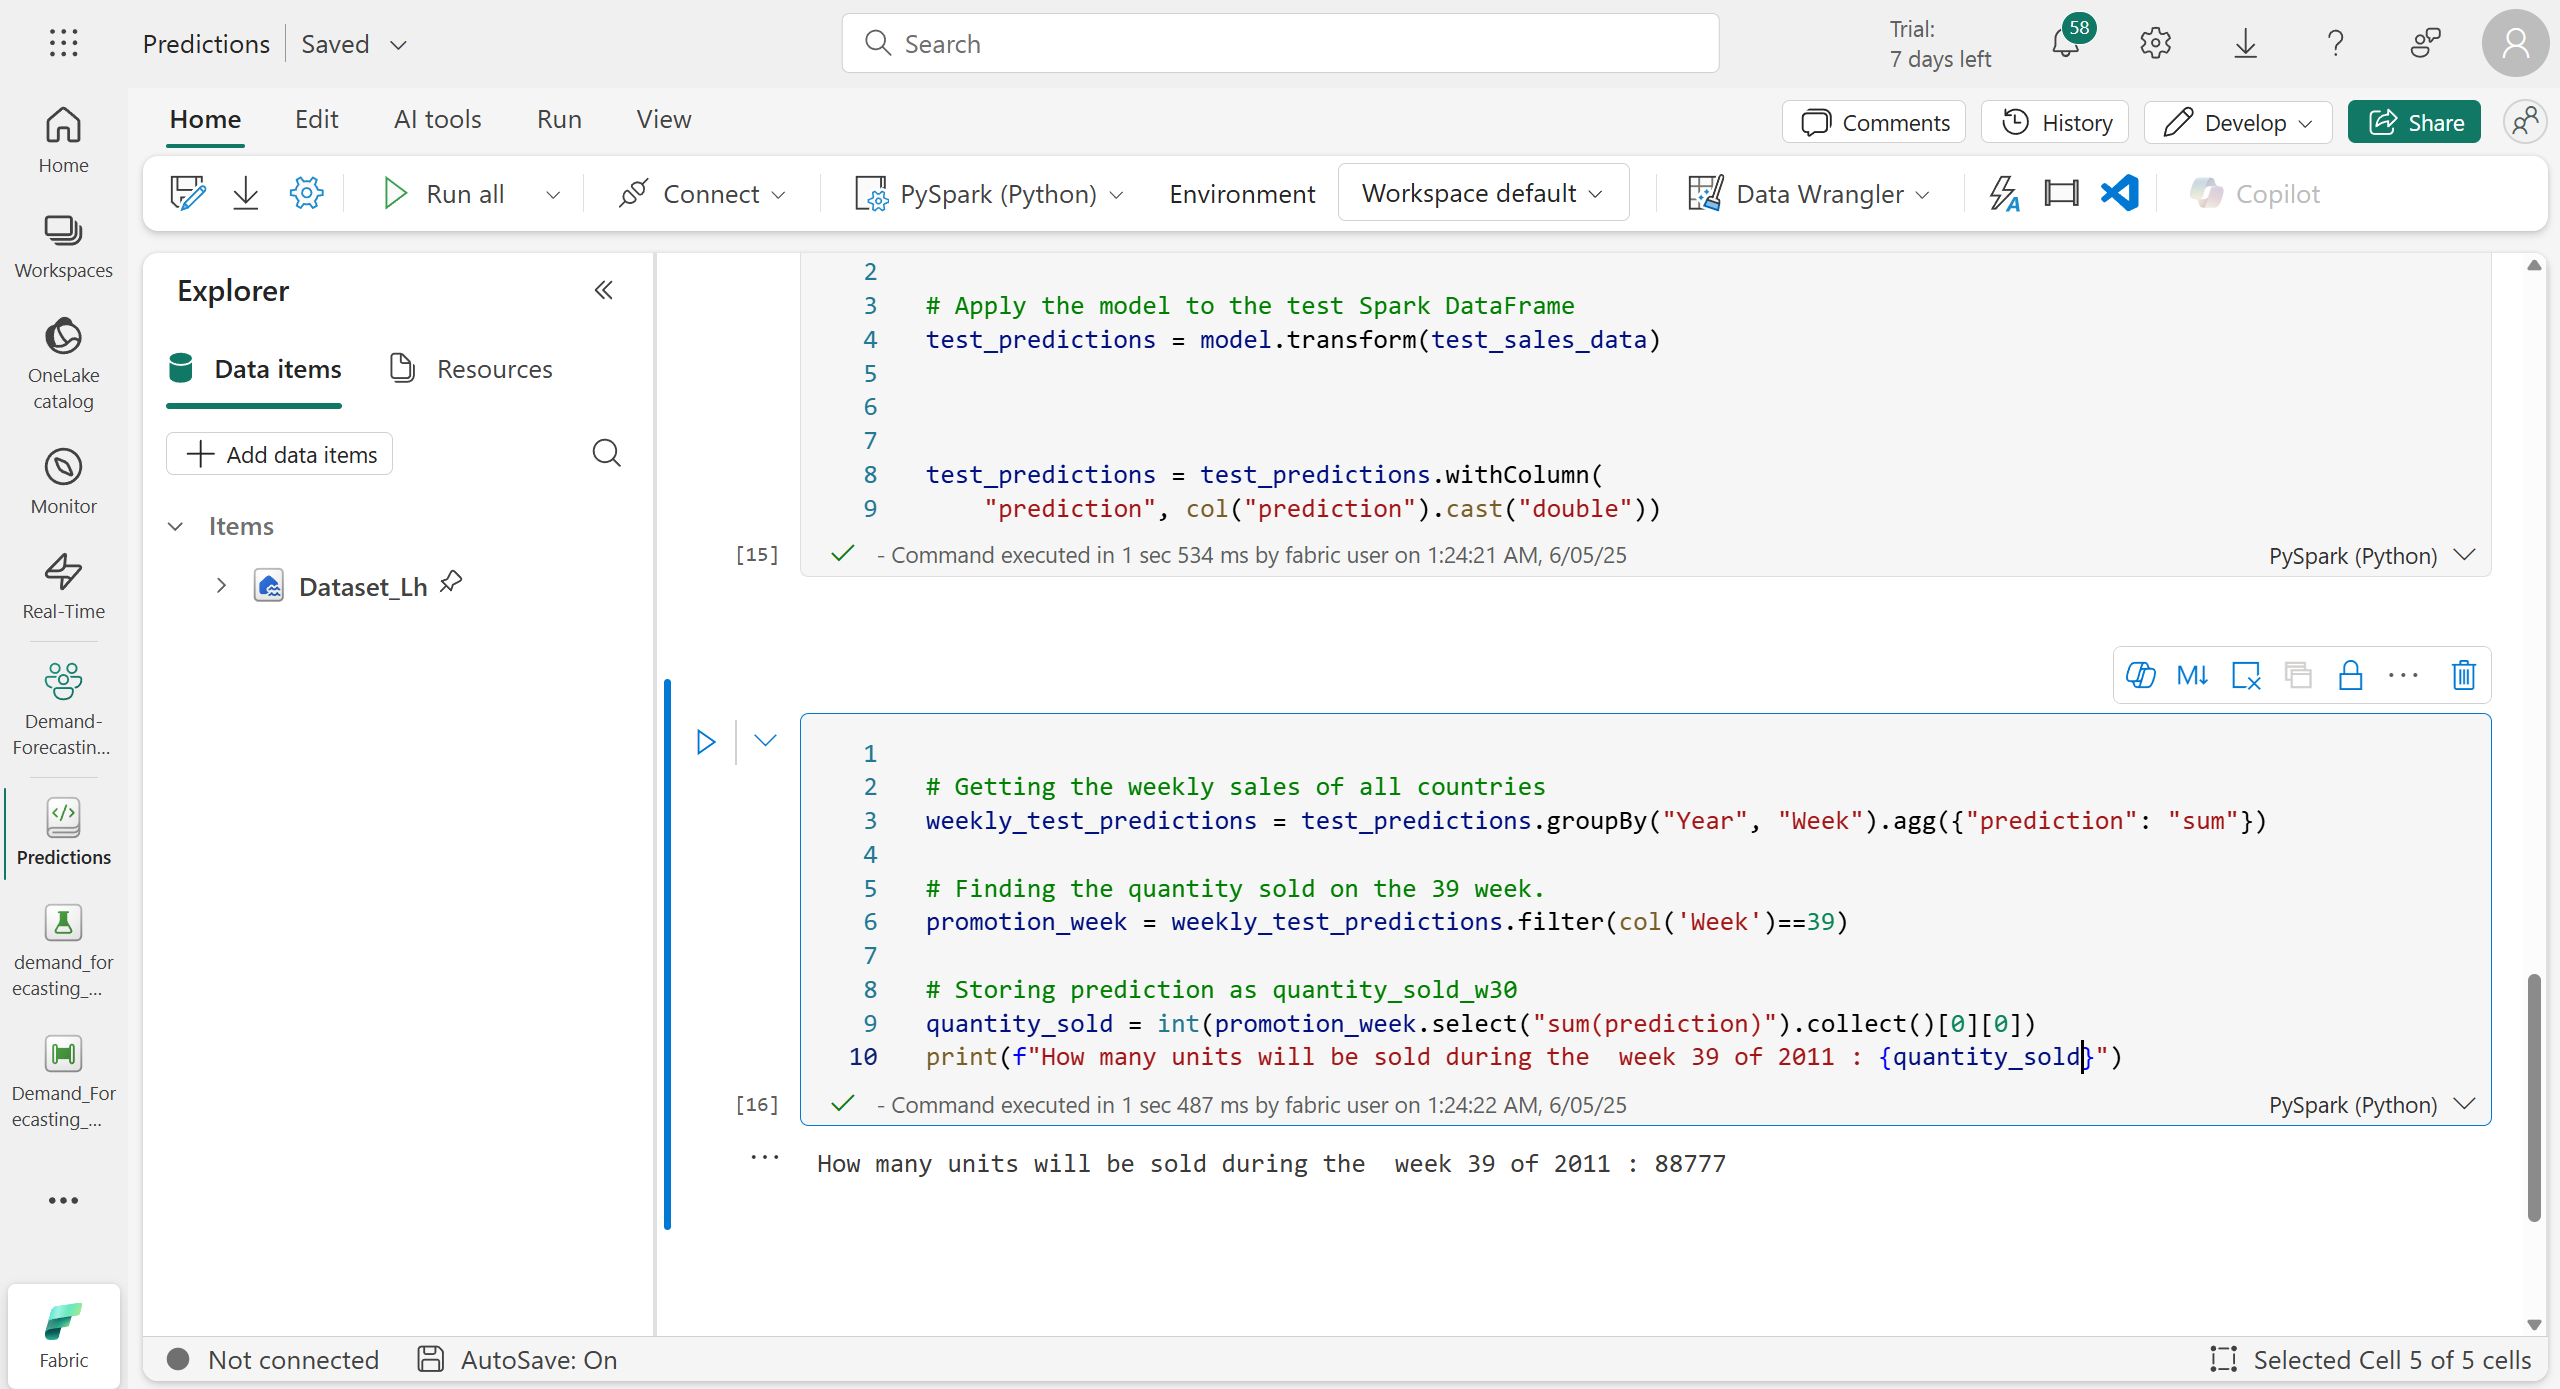 Predictions
Saved
Search
Trial:
7 days left
58
Home
Edit
AI tools
Run
View
Comments
History
Develop
Share
Run all
Connect
PySpark (Python)
Environment
Workspace default
Data Wrangler
Copilot
Home
Workspaces
OneLake
catalog
Monitor
Real-Time
Demand-
Forecastin...
Predictions
demand_for
ecasting_...
Demand_For
ecasting_...
Fabric
Explorer
Data items
Resources
Add data items
Items
Dataset_Lh
2
3 # Apply the model to the test Spark DataFrame
4 test_predictions = model.transform(test_sales_data)
5
6
7
8 test_predictions = test_predictions.withColumn(
9 "prediction", col("prediction").cast("double"))
[15] - Command executed in 1 sec 534 ms by fabric user on 1:24:21 AM, 6/05/25 PySpark (Python)
M↓
1
2 # Getting the weekly sales of all countries
3 weekly_test_predictions = test_predictions.groupBy("Year", "Week").agg({"prediction": "sum"})
4
5 # Finding the quantity sold on the 39 week.
6 promotion_week = weekly_test_predictions.filter(col('Week')==39)
7
8 # Storing prediction as quantity_sold_w30
9 quantity_sold = int(promotion_week.select("sum(prediction)").collect()[0][0])
10 print(f"How many units will be sold during the  week 39 of 2011 : {quantity_sold}")
[16] - Command executed in 1 sec 487 ms by fabric user on 1:24:22 AM, 6/05/25 PySpark (Python)
How many units will be sold during the  week 39 of 2011 : 88777
Not connected
AutoSave: On
Selected Cell 5 of 5 cells